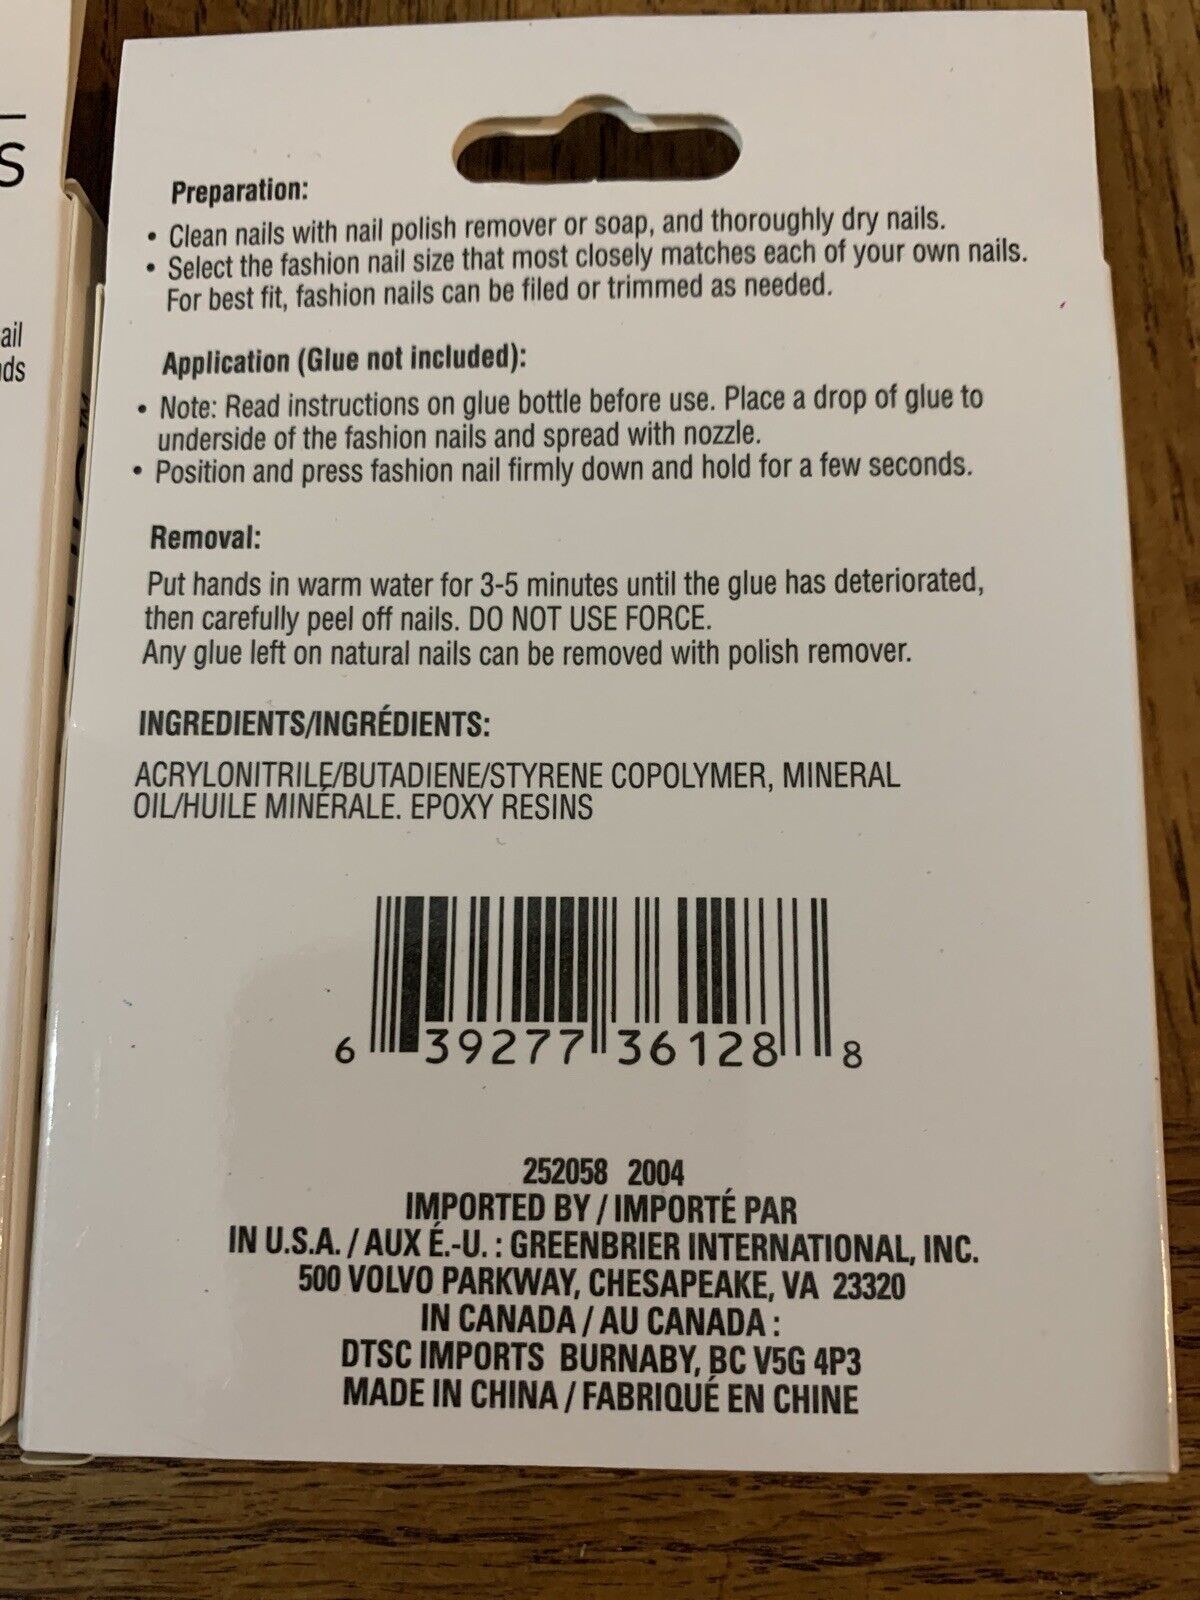 S
ail
ds
Preparation:
• Clean nails with nail polish remover or soap, and thoroughly dry nails.
• Select the fashion nail size that most closely matches each of your own nails.
For best fit, fashion nails can be filed or trimmed as needed.
Application (Glue not included):
• Note: Read instructions on glue bottle before use. Place a drop of glue to
underside of the fashion nails and spread with nozzle.
• Position and press fashion nail firmly down and hold for a few seconds.
Removal:
Put hands in warm water for 3-5 minutes until the glue has deteriorated,
then carefully peel off nails. DO NOT USE FORCE.
Any glue left on natural nails can be removed with polish remover.
INGREDIENTS/INGRÉDIENTS:
ACRYLONITRILE/BUTADIENE/STYRENE COPOLYMER, MINERAL
OIL/HUILE MINÉRALE. EPOXY RESINS
6 39277 36128 8
252058 2004
IMPORTED BY / IMPORTÉ PAR
IN U.S.A. / AUX É.-U. : GREENBRIER INTERNATIONAL, INC.
500 VOLVO PARKWAY, CHESAPEAKE, VA 23320
IN CANADA / AU CANADA :
DTSC IMPORTS BURNABY, BC V5G 4P3
MADE IN CHINA / FABRIQUÉ EN CHINE